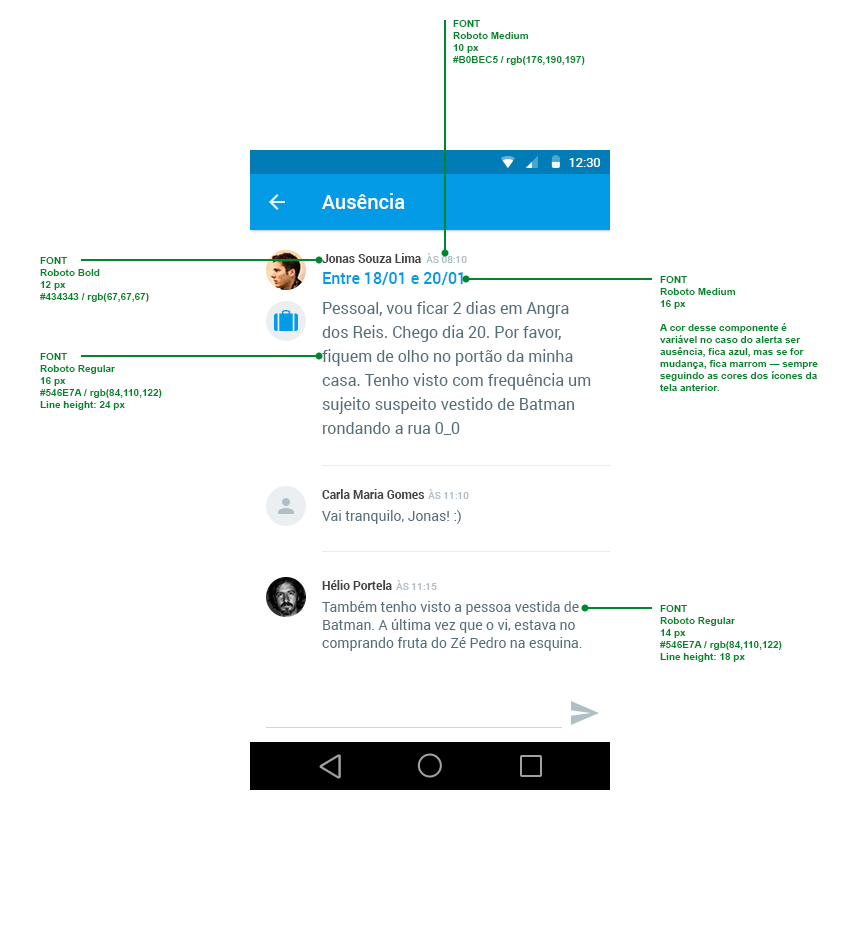 FONT
Roboto Medium
10 px
#B0BEC5 / rgb(176,190,197)
12:30
Ausência
FONT
Roboto Bold
12 px
#434343 / rgb(67,67,67)
Jonas Souza Lima ÀS 08:10
Entre 18/01 e 20/01
FONT
Roboto Medium
16 px
A cor desse componente é
variável no caso do alerta ser
ausência, fica azul, mas se for
mudança, fica marrom — sempre
seguindo as cores dos ícones da
tela anterior.
Pessoal, vou ficar 2 dias em Angra
dos Reis. Chego dia 20. Por favor,
fiquem de olho no portão da minha
casa. Tenho visto com frequência um
sujeito suspeito vestido de Batman
rondando a rua 0_0
FONT
Roboto Regular
16 px
#546E7A / rgb(84,110,122)
Line height: 24 px
Carla Maria Gomes ÀS 11:10
Vai tranquilo, Jonas! :)
Hélio Portela ÀS 11:15
Também tenho visto a pessoa vestida de
Batman. A última vez que o vi, estava no
comprando fruta do Zé Pedro na esquina.
FONT
Roboto Regular
14 px
#546E7A / rgb(84,110,122)
Line height: 18 px